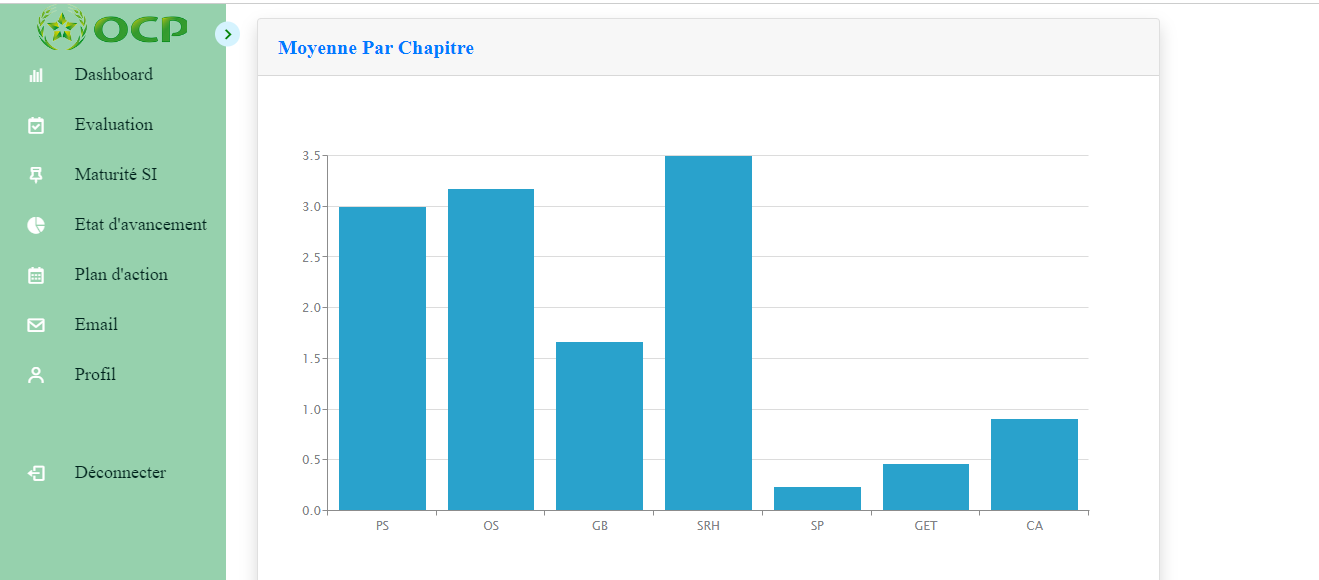 OCP
Dashboard
Evaluation
Maturité SI
Etat d'avancement
Plan d'action
Email
Profil
Déconnecter
Moyenne Par Chapitre
3.5
3.0
2.5
2.0
1.5
1.0
0.5
0.0
PS OS GB SRH SP GET CA